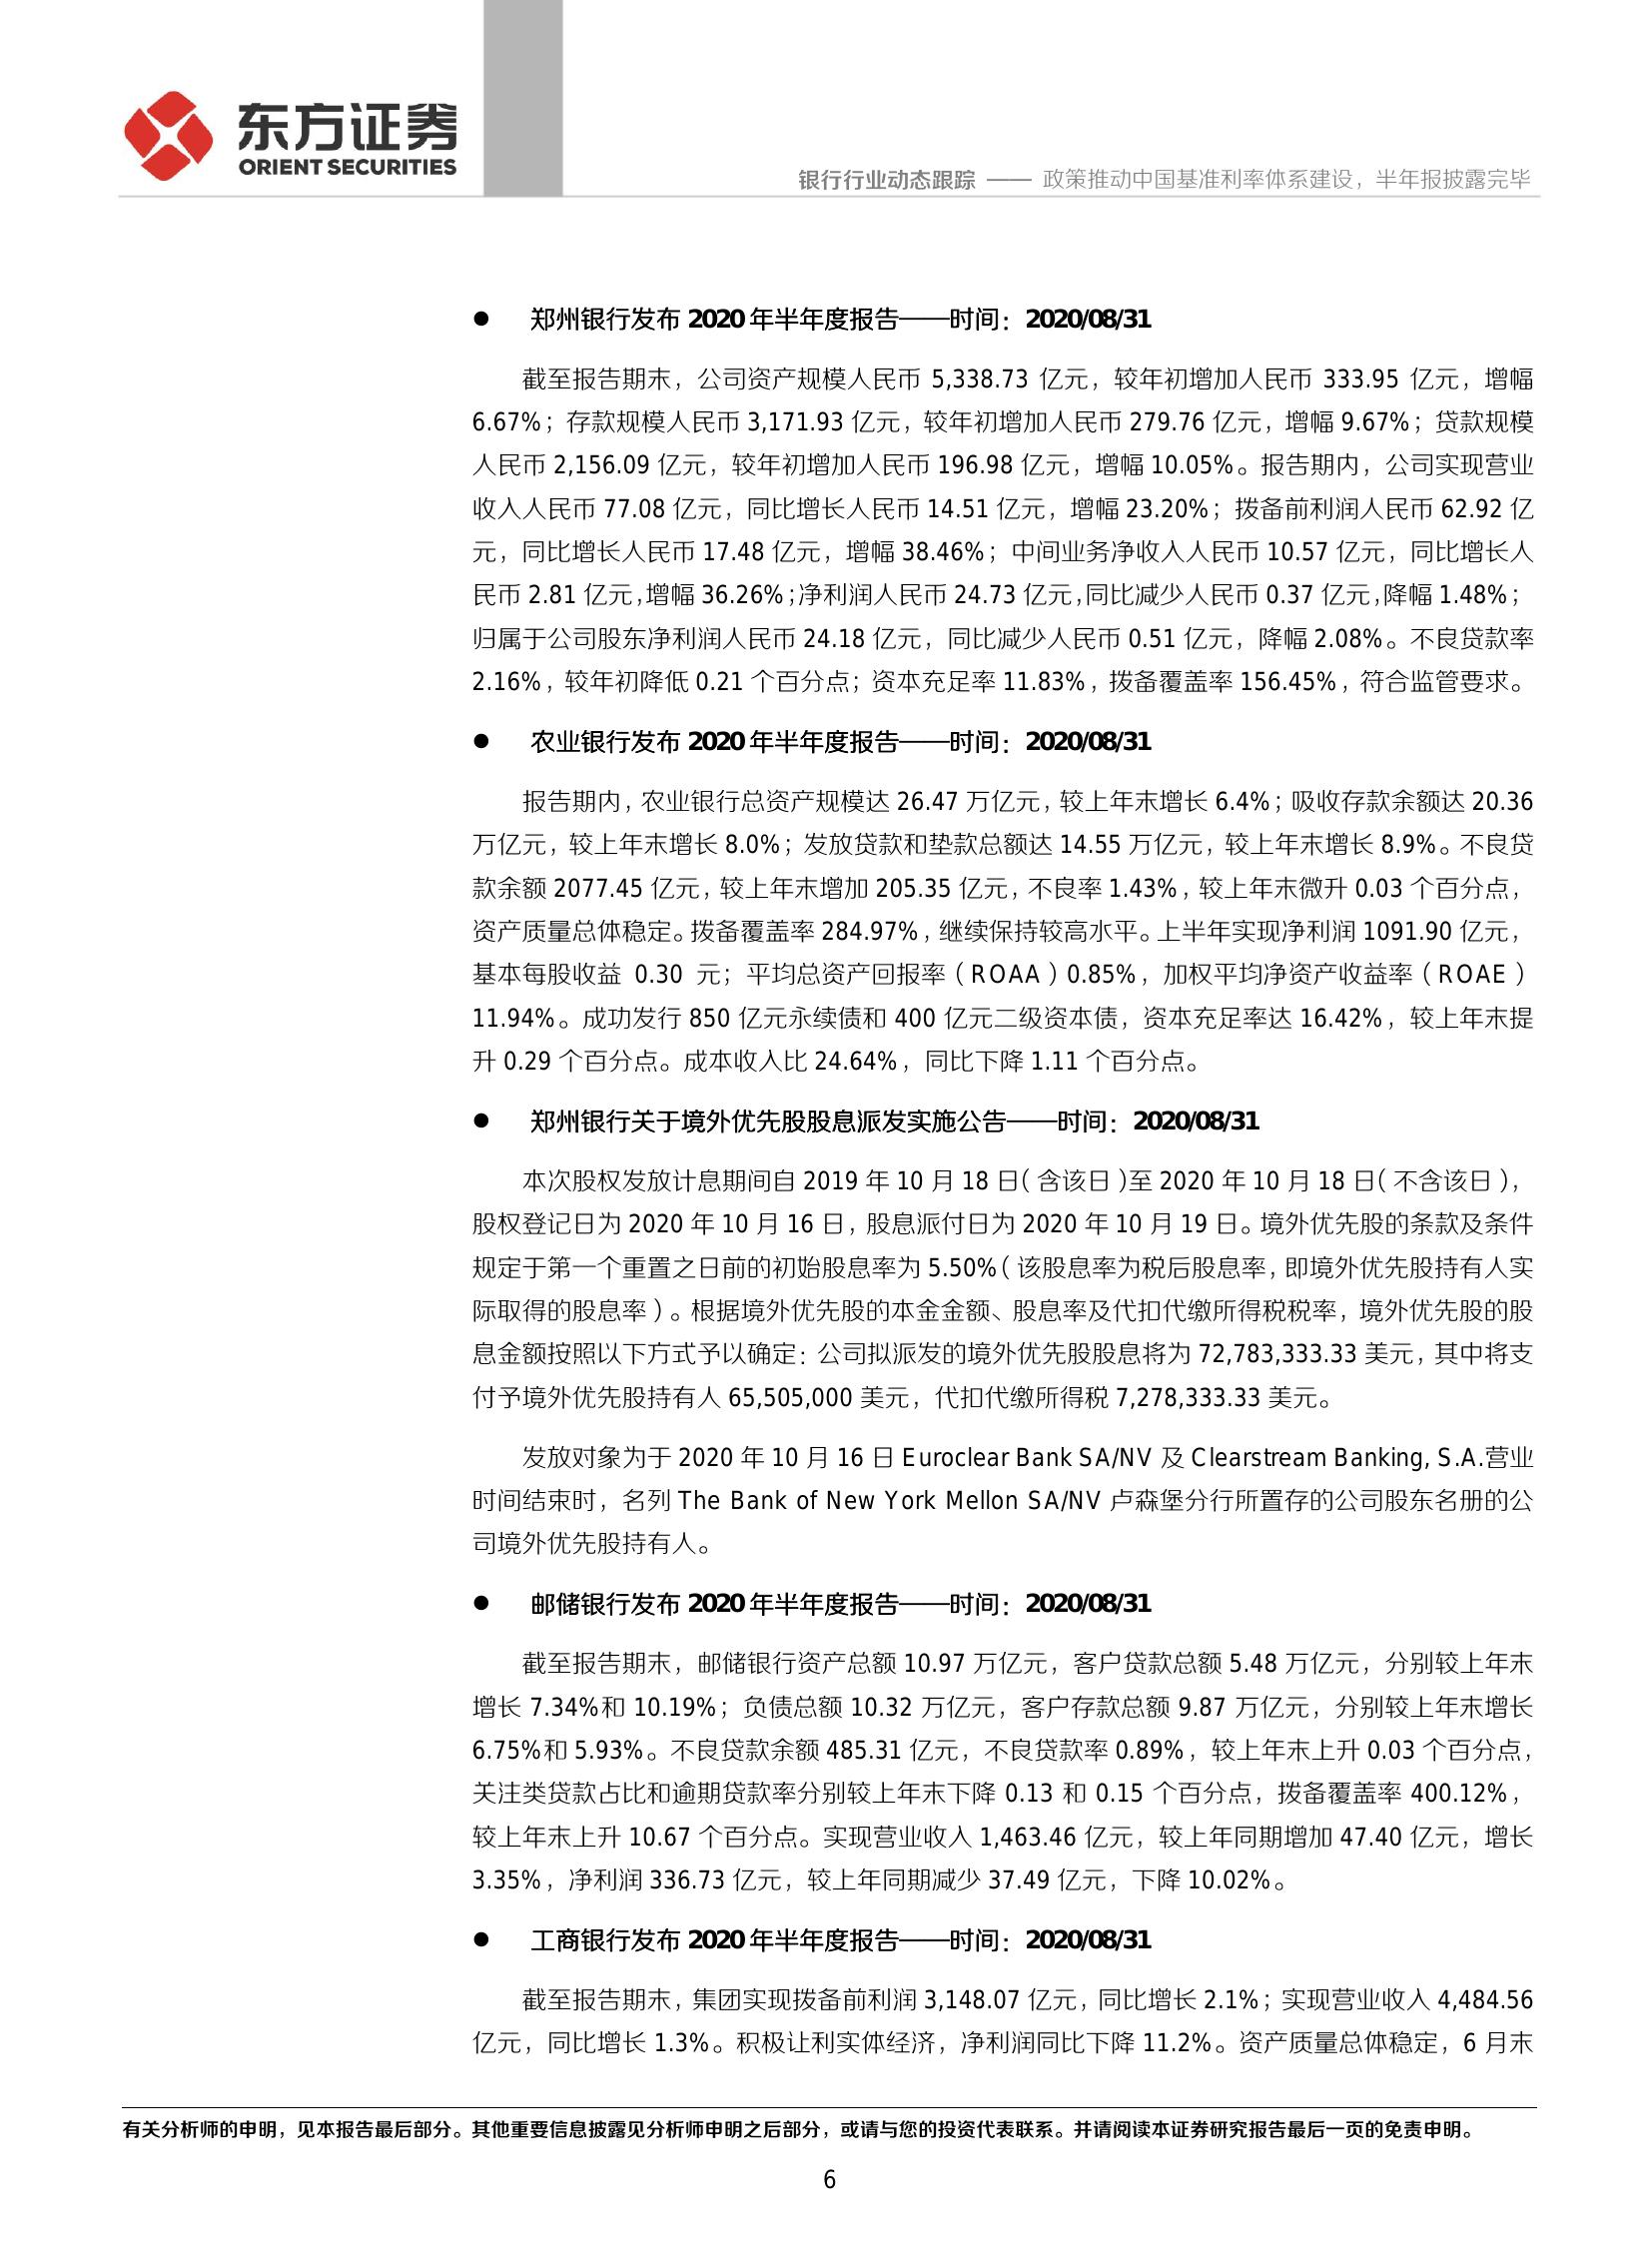 东方证券
ORIENT SECURITIES
银行行业动态跟踪 —— 政策推动中国基准利率体系建设，半年报披露完毕
● 郑州银行发布 2020 年半年度报告——时间：2020/08/31
截至报告期末，公司资产规模人民币 5,338.73 亿元，较年初增加人民币 333.95 亿元，增幅
6.67%；存款规模人民币 3,171.93 亿元，较年初增加人民币 279.76 亿元，增幅 9.67%；贷款规模
人民币 2,156.09 亿元，较年初增加人民币 196.98 亿元，增幅 10.05%。报告期内，公司实现营业
收入人民币 77.08 亿元，同比增长人民币 14.51 亿元，增幅 23.20%；拨备前利润人民币 62.92 亿
元，同比增长人民币 17.48 亿元，增幅 38.46%；中间业务净收入人民币 10.57 亿元，同比增长人
民币 2.81 亿元，增幅 36.26%；净利润人民币 24.73 亿元，同比减少人民币 0.37 亿元，降幅 1.48%；
归属于公司股东净利润人民币 24.18 亿元，同比减少人民币 0.51 亿元，降幅 2.08%。不良贷款率
2.16%，较年初降低 0.21 个百分点；资本充足率 11.83%，拨备覆盖率 156.45%，符合监管要求。
● 农业银行发布 2020 年半年度报告——时间：2020/08/31
报告期内，农业银行总资产规模达 26.47 万亿元，较上年末增长 6.4%；吸收存款余额达 20.36
万亿元，较上年末增长 8.0%；发放贷款和垫款总额达 14.55 万亿元，较上年末增长 8.9%。不良贷
款余额 2077.45 亿元，较上年末增加 205.35 亿元，不良率 1.43%，较上年末微升 0.03 个百分点，
资产质量总体稳定。拨备覆盖率 284.97%，继续保持较高水平。上半年实现净利润 1091.90 亿元，
基本每股收益 0.30 元；平均总资产回报率（ROAA）0.85%，加权平均净资产收益率（ROAE）
11.94%。成功发行 850 亿元永续债和 400 亿元二级资本债，资本充足率达 16.42%，较上年末提
升 0.29 个百分点。成本收入比 24.64%，同比下降 1.11 个百分点。
● 郑州银行关于境外优先股股息派发实施公告——时间：2020/08/31
本次股权发放计息期间自 2019 年 10 月 18 日（含该日）至 2020 年 10 月 18 日（不含该日），
股权登记日为 2020 年 10 月 16 日，股息派付日为 2020 年 10 月 19 日。境外优先股的条款及条件
规定于第一个重置之日前的初始股息率为 5.50%（该股息率为税后股息率，即境外优先股持有人实
际取得的股息率）。根据境外优先股的本金金额、股息率及代扣代缴所得税税率，境外优先股的股
息金额按照以下方式予以确定：公司拟派发的境外优先股股息将为 72,783,333.33 美元，其中将支
付予境外优先股持有人 65,505,000 美元，代扣代缴所得税 7,278,333.33 美元。
发放对象为于 2020 年 10 月 16 日 Euroclear Bank SA/NV 及 Clearstream Banking, S.A.营业
时间结束时，名列 The Bank of New York Mellon SA/NV 卢森堡分行所置存的公司股东名册的公
司境外优先股持有人。
● 邮储银行发布 2020 年半年度报告——时间：2020/08/31
截至报告期末，邮储银行资产总额 10.97 万亿元，客户贷款总额 5.48 万亿元，分别较上年末
增长 7.34%和 10.19%；负债总额 10.32 万亿元，客户存款总额 9.87 万亿元，分别较上年末增长
6.75%和 5.93%。不良贷款余额 485.31 亿元，不良贷款率 0.89%，较上年末上升 0.03 个百分点，
关注类贷款占比和逾期贷款率分别较上年末下降 0.13 和 0.15 个百分点，拨备覆盖率 400.12%，
较上年末上升 10.67 个百分点。实现营业收入 1,463.46 亿元，较上年同期增加 47.40 亿元，增长
3.35%，净利润 336.73 亿元，较上年同期减少 37.49 亿元，下降 10.02%。
● 工商银行发布 2020 年半年度报告——时间：2020/08/31
截至报告期末，集团实现拨备前利润 3,148.07 亿元，同比增长 2.1%；实现营业收入 4,484.56
亿元，同比增长 1.3%。积极让利实体经济，净利润同比下降 11.2%。资产质量总体稳定，6 月末
有关分析师的申明，见本报告最后部分。其他重要信息披露见分析师申明之后部分，或请与您的投资代表联系。并请阅读本证券研究报告最后一页的免责申明。
6